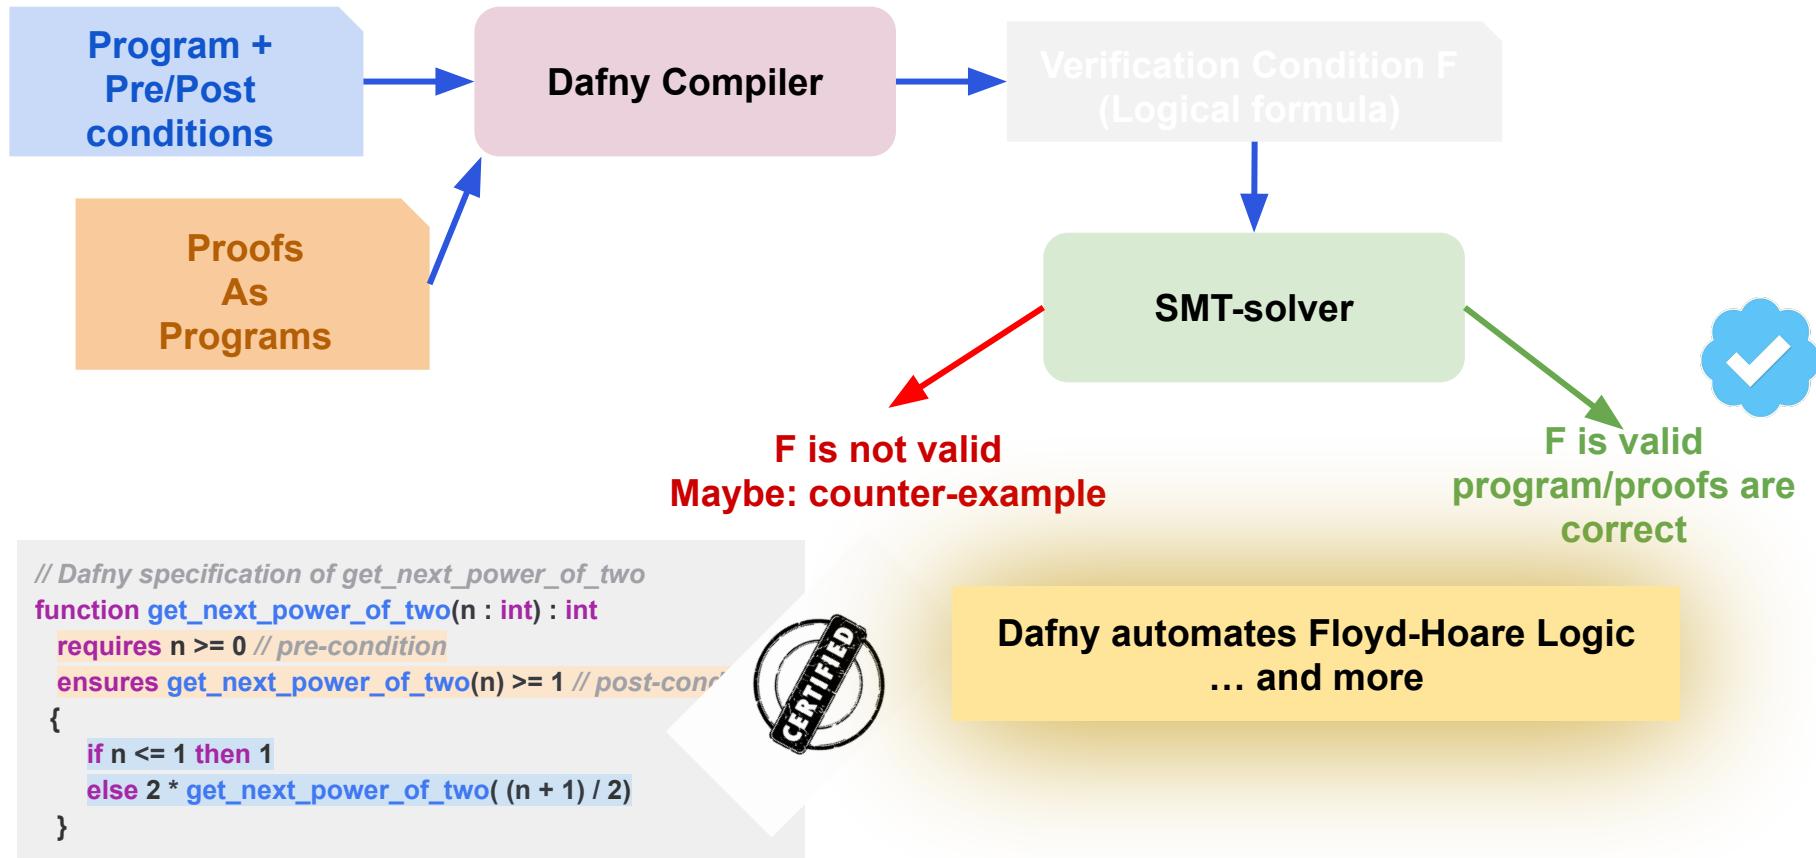 Program +
Pre/Post
conditions
Dafny Compiler
Verification Condition F
(Logical formula)
Proofs
As
Programs
SMT-solver
F is not valid
Maybe: counter-example
F is valid
program/proofs are
correct
// Dafny specification of get_next_power_of_two
function get_next_power_of_two(n : int) : int
requires n >= 0 // pre-condition
ensures get_next_power_of_two(n) >= 1 // post-cond
{
if n <= 1 then 1
else 2 * get_next_power_of_two( (n + 1) / 2)
}
CERTIFIED
Dafny automates Floyd-Hoare Logic
… and more